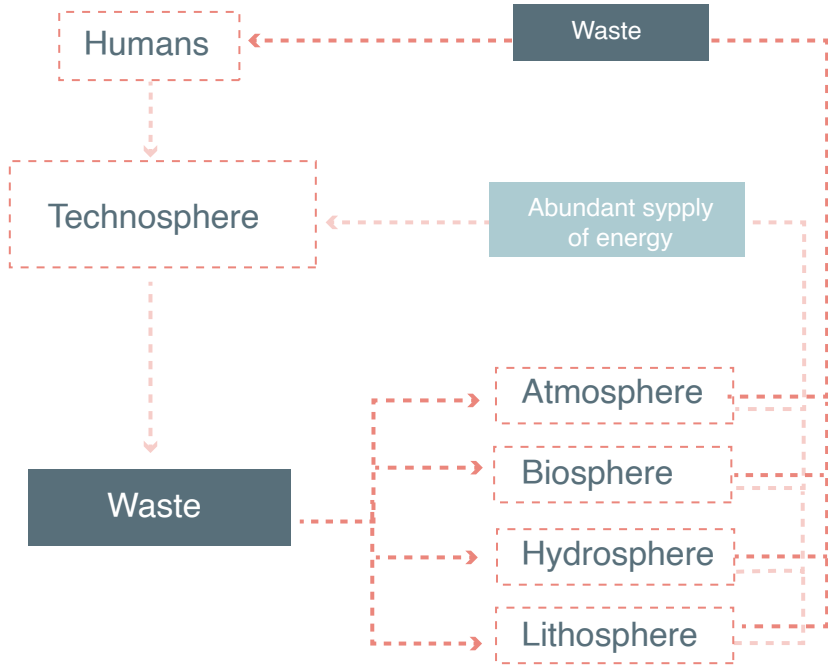 Humans
Waste
Technosphere
Abundant sypply
of energy
Atmosphere
Biosphere
Waste
Hydrosphere
Lithosphere